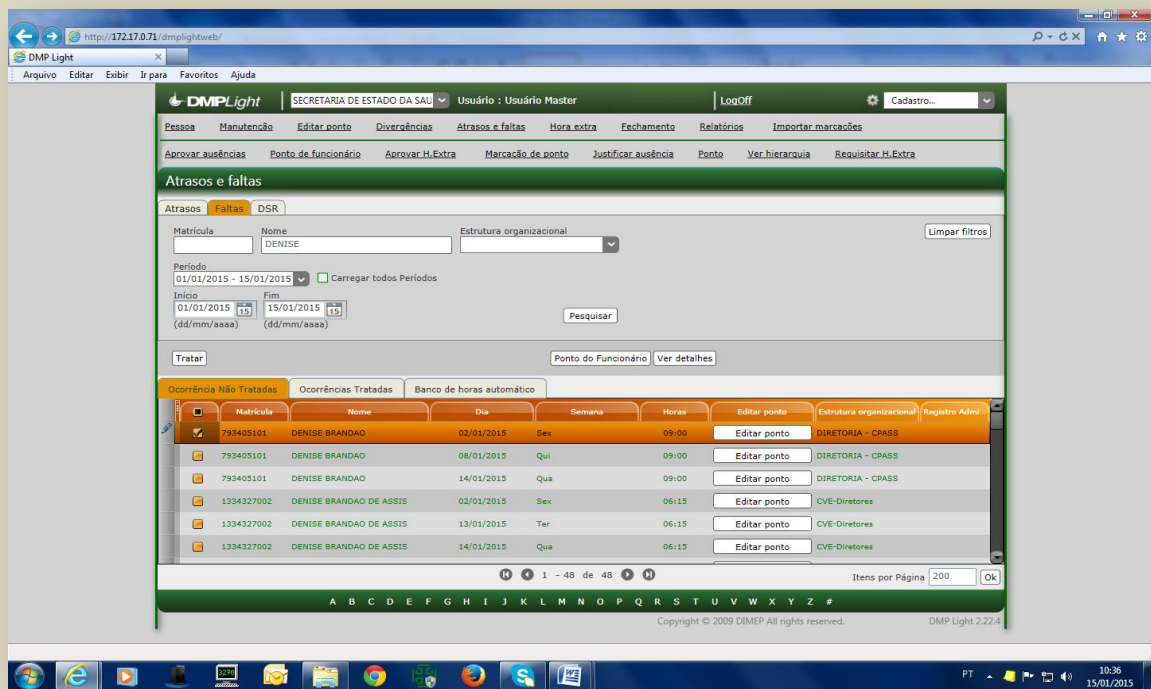 http://172.17.0.71/dmplightweb/
DMP Light
Arquivo Editar Exibir Ir para Favoritos Ajuda
DMPLight SECRETARIA DE ESTADO DA SAU Usuário : Usuário Master LogOff Cadastro...
Pessoa Manutenção Editar ponto Divergências Atrasos e faltas Hora extra Fechamento Relatórios Importar marcações
Aprovar ausências Ponto de funcionário Aprovar H.Extra Marcação de ponto Justificar ausência Ponto Ver hierarquia Requisitar H.Extra
Atrasos e faltas
Atrasos Faltas DSR
Matrícula Nome Estrutura organizacional Limpar filtros
DENISE
Período
01/01/2015 - 15/01/2015 Carregar todos Períodos
Início Fim
01/01/2015 15 15/01/2015 15
(dd/mm/aaaa) (dd/mm/aaaa) Pesquisar
Tratar Ponto do Funcionário Ver detalhes
Ocorrência Não Tratadas Ocorrências Tratadas Banco de horas automático
Matrícula Nome Dia Semana Horas Editar ponto Estrutura organizacional Registro Admi
793405101 DENISE BRANDAO 02/01/2015 Sex 09:00 Editar ponto DIRETORIA - CPASS
793405101 DENISE BRANDAO 08/01/2015 Qui 09:00 Editar ponto DIRETORIA - CPASS
793405101 DENISE BRANDAO 14/01/2015 Qua 09:00 Editar ponto DIRETORIA - CPASS
1334327002 DENISE BRANDAO DE ASSIS 02/01/2015 Sex 06:15 Editar ponto CVE-Diretores
1334327002 DENISE BRANDAO DE ASSIS 13/01/2015 Ter 06:15 Editar ponto CVE-Diretores
1334327002 DENISE BRANDAO DE ASSIS 14/01/2015 Qua 06:15 Editar ponto CVE-Diretores
1 - 48 de 48 Itens por Página 200 Ok
A B C D E F G H I J K L M N O P Q R S T U V W X Y Z #
Copyright © 2009 DIMEP All rights reserved. DMP Light 2.22.4
3270 PT 10:36
15/01/2015